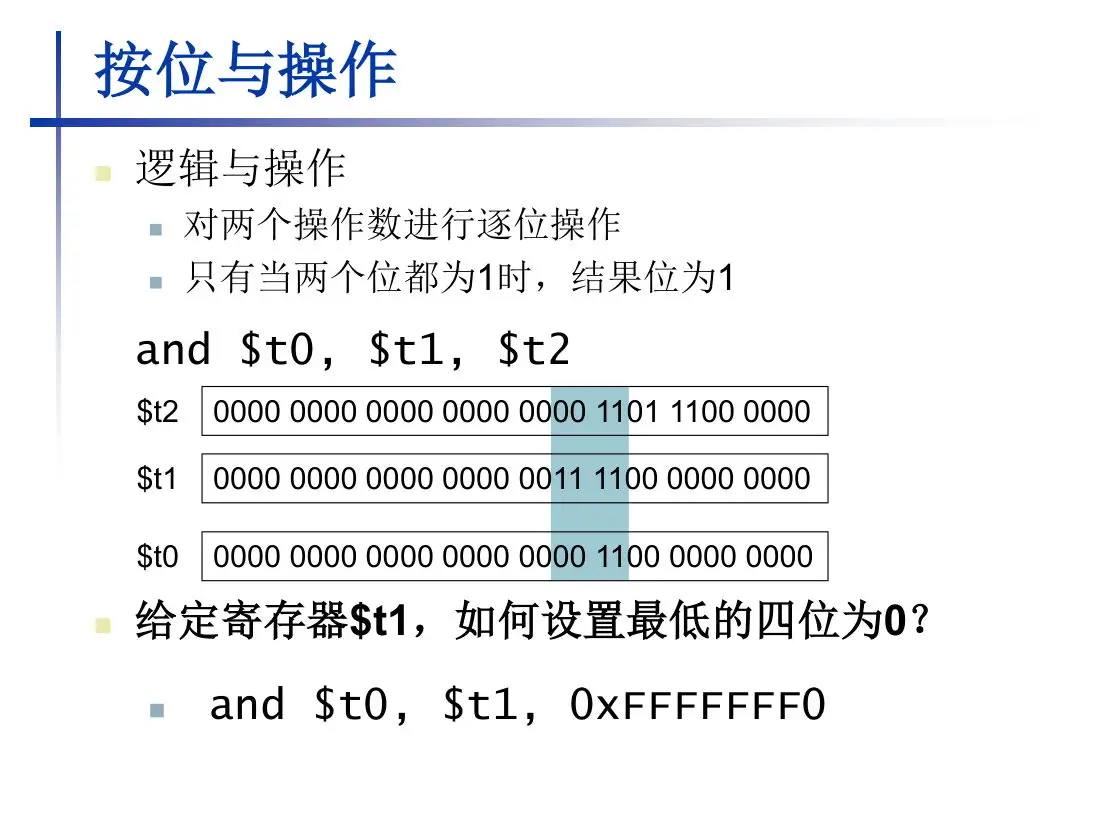 按位与操作
逻辑与操作
对两个操作数进行逐位操作
只有当两个位都为1时，结果位为1
and $t0, $t1, $t2
$t2 0000 0000 0000 0000 0000 1101 1100 0000
$t1 0000 0000 0000 0000 0011 1100 0000 0000
$t0 0000 0000 0000 0000 0000 1100 0000 0000
给定寄存器$t1，如何设置最低的四位为0？
and $t0, $t1, 0xFFFFFFF0